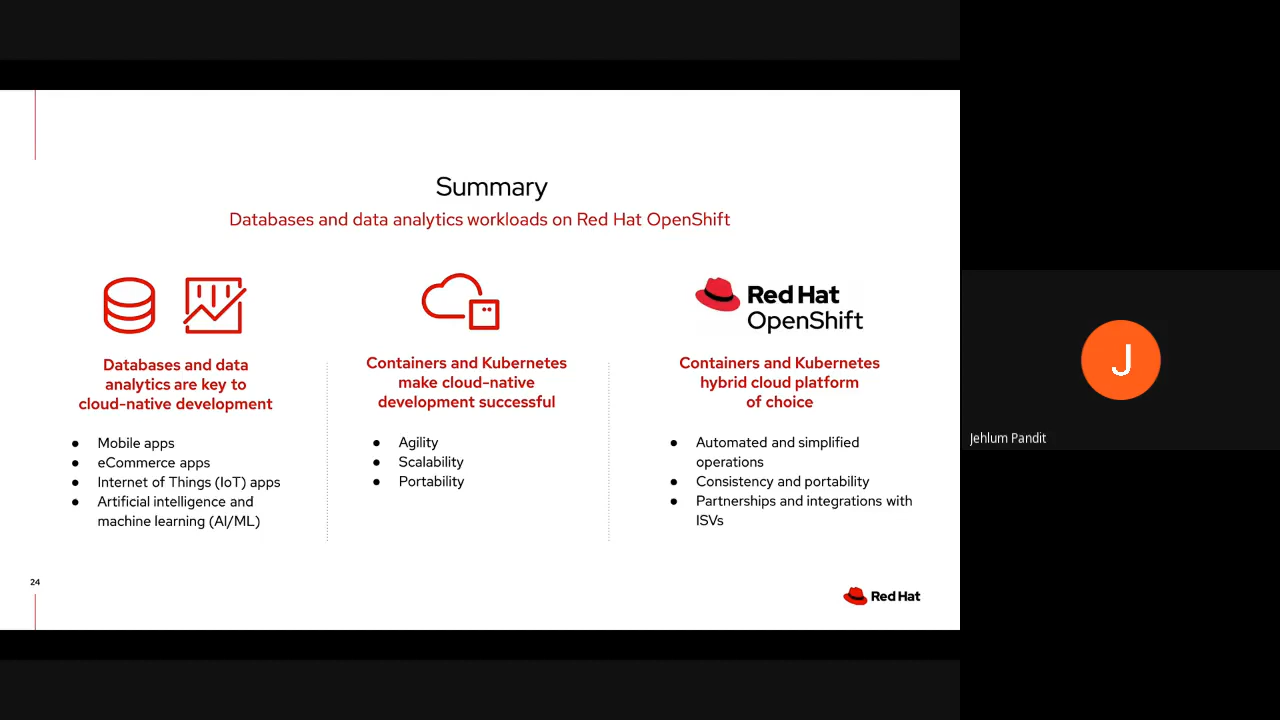 Summary
Databases and data analytics workloads on Red Hat OpenShift
Databases and data
analytics are key to
cloud-native development
● Mobile apps
● eCommerce apps
● Internet of Things (IoT) apps
● Artificial intelligence and
machine learning (AI/ML)
Containers and Kubernetes
make cloud-native
development successful
● Agility
● Scalability
● Portability
Red Hat
OpenShift
Containers and Kubernetes
hybrid cloud platform
of choice
● Automated and simplified
operations
● Consistency and portability
● Partnerships and integrations with
ISVs
24
Red Hat
J
Jehlum Pandit